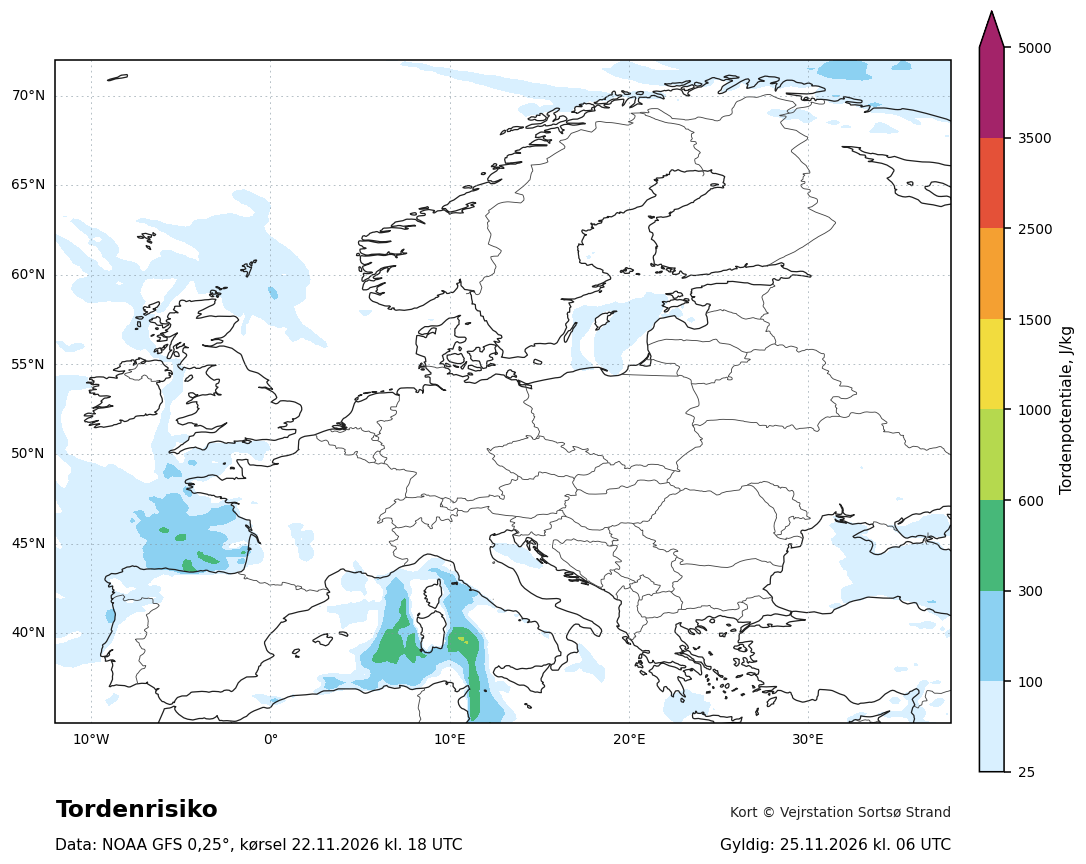 70°N
65°N
60°N
55°N
50°N
45°N
40°N
10°W
0°
10°E
20°E
30°E
5000
3500
2500
1500
1000
600
300
100
25
Tordenpotentiale, J/kg
Tordenrisiko
Kort © Vejrstation Sortsø Strand
Data: NOAA GFS 0,25°, kørsel 22.11.2026 kl. 18 UTC
Gyldig: 25.11.2026 kl. 06 UTC